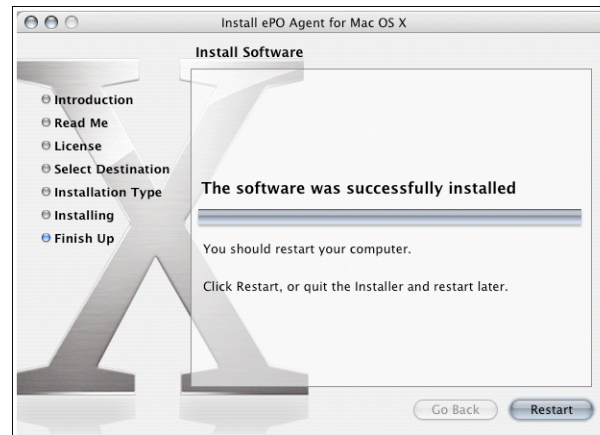 Install ePO Agent for Mac OS X
Install Software
Introduction
Read Me
License
Select Destination
Installation Type
Installing
Finish Up
The software was successfully installed
You should restart your computer.
Click Restart, or quit the Installer and restart later.
Go Back
Restart